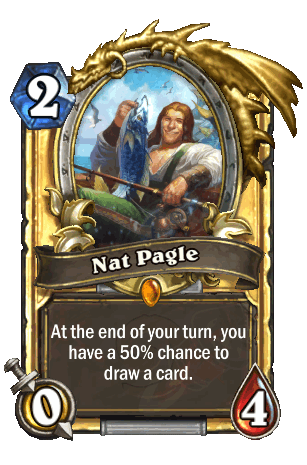 2
Nat Pagle
At the end of your turn, you
have a 50% chance to
draw a card.
0
4